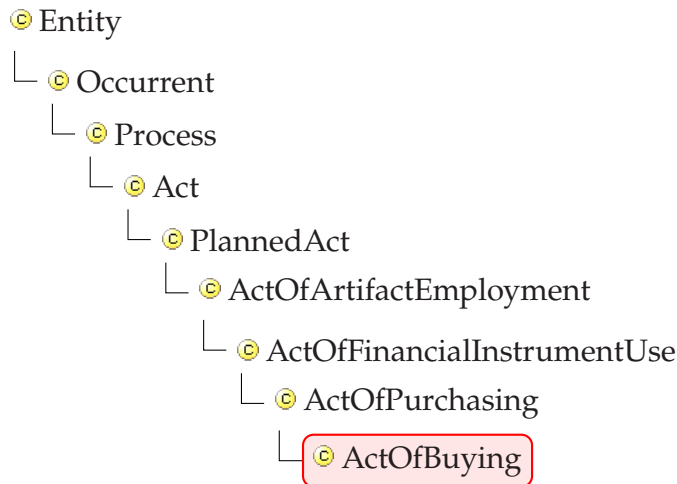 C Entity
C Occurrent
C Process
C Act
C PlannedAct
C ActOfArtifactEmployment
C ActOfFinancialInstrumentUse
C ActOfPurchasing
C ActOfBuying